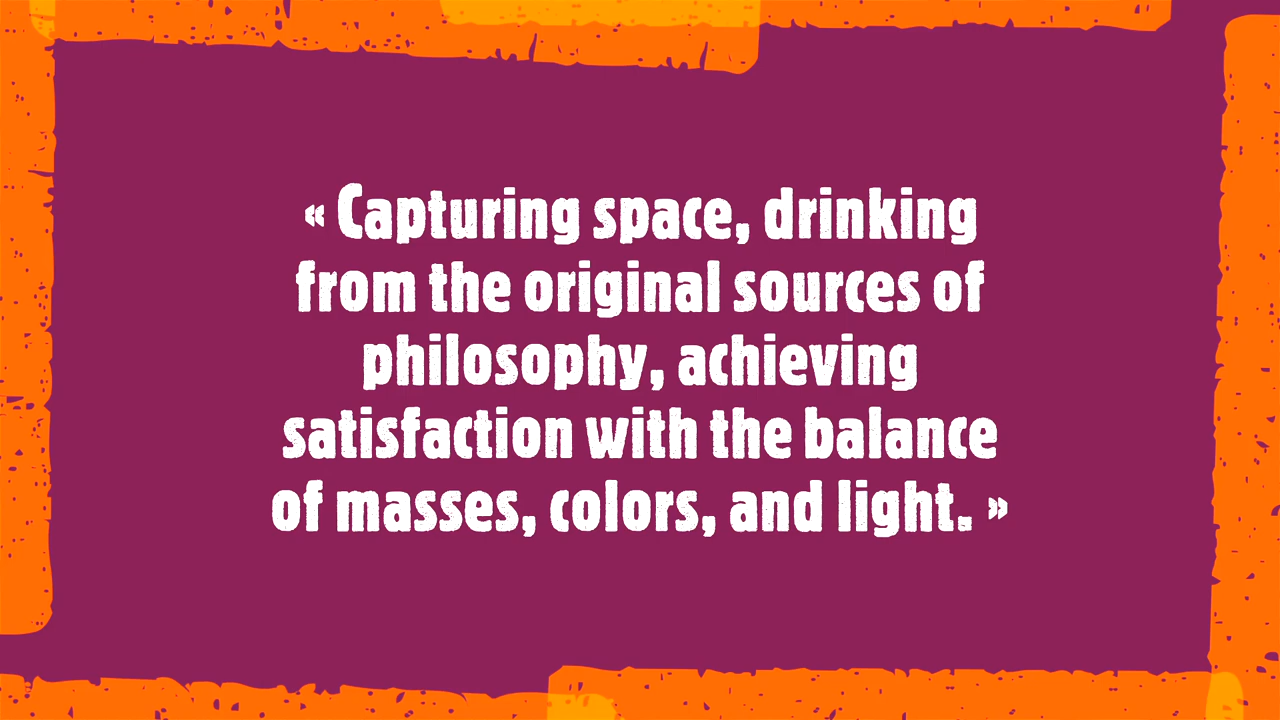 « Capturing space, drinking
from the original sources of
philosophy, achieving
satisfaction with the balance
of masses, colors, and light. »